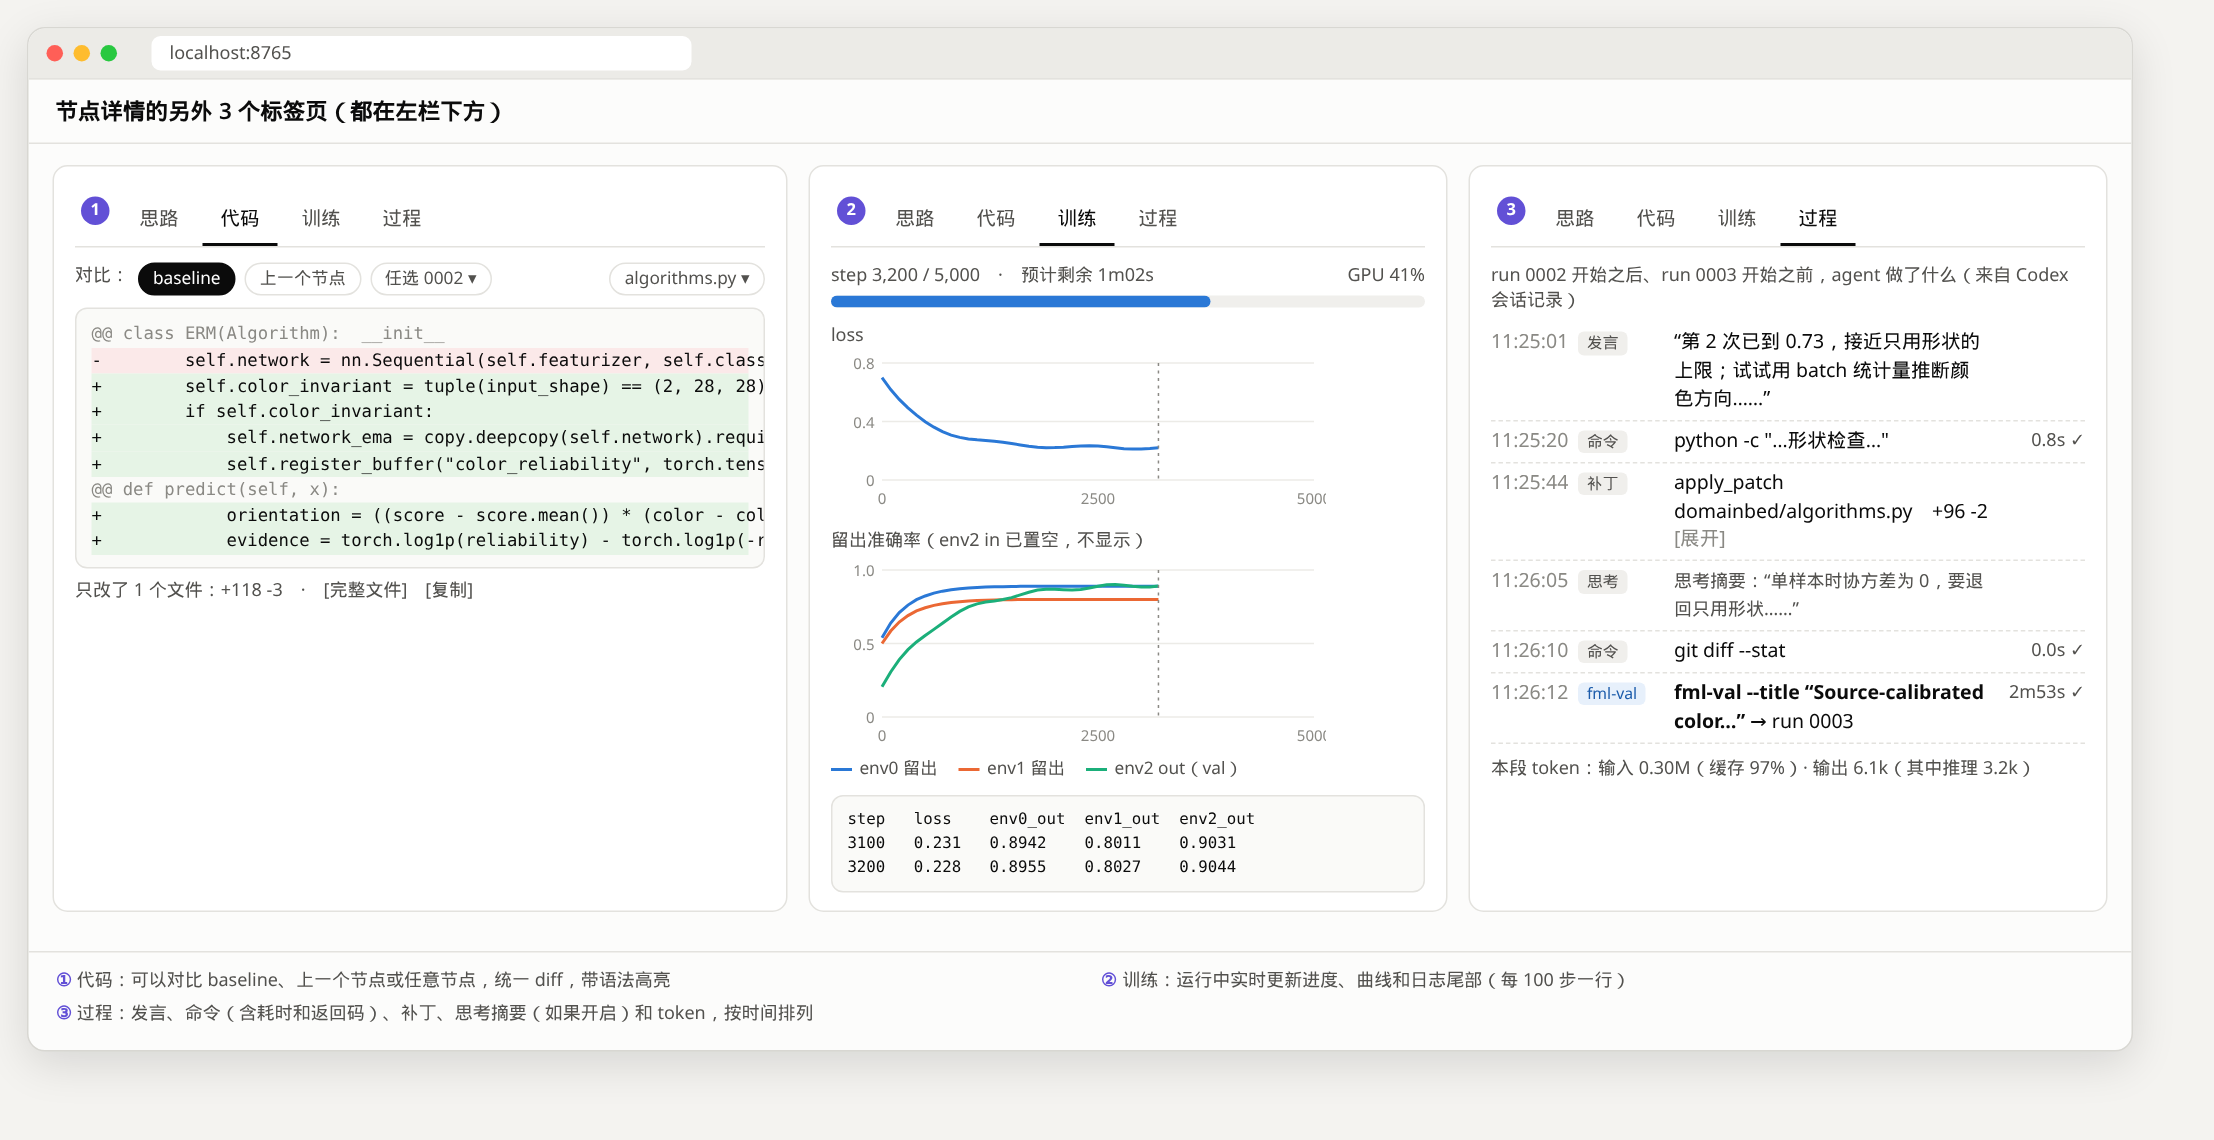 localhost:8765
节点详情的另外 3 个标签页（都在左栏下方）
1 思路 代码 训练 过程
对比： baseline 上一个节点 任选 0002 ▾ algorithms.py ▾
@@ class ERM(Algorithm):  __init__
-        self.network = nn.Sequential(self.featurizer, self.class
+        self.color_invariant = tuple(input_shape) == (2, 28, 28)
+        if self.color_invariant:
+            self.network_ema = copy.deepcopy(self.network).requi
+            self.register_buffer("color_reliability", torch.tens
@@ def predict(self, x):
+            orientation = ((score - score.mean()) * (color - col
+            evidence = torch.log1p(reliability) - torch.log1p(-r
只改了 1 个文件：+118 -3 · [完整文件] [复制]
2 思路 代码 训练 过程
step 3,200 / 5,000 · 预计剩余 1m02s GPU 41%
loss
0.8
0.4
0
0 2500 5000
留出准确率（env2 in 已置空，不显示）
1.0
0.5
0
0 2500 5000
env0 留出 env1 留出 env2 out（val）
step loss env0_out env1_out env2_out
3100 0.231 0.8942 0.8011 0.9031
3200 0.228 0.8955 0.8027 0.9044
3 思路 代码 训练 过程
run 0002 开始之后、run 0003 开始之前，agent 做了什么（来自 Codex
会话记录）
11:25:01 发言 “第 2 次已到 0.73，接近只用形状的
上限；试试用 batch 统计量推断颜
色方向……”
11:25:20 命令 python -c "...形状检查..." 0.8s ✓
11:25:44 补丁 apply_patch
domainbed/algorithms.py +96 -2
[展开]
11:26:05 思考 思考摘要：“单样本时协方差为 0，要退
回只用形状……”
11:26:10 命令 git diff --stat 0.0s ✓
11:26:12 fml-val fml-val --title “Source-calibrated 2m53s ✓
color…” → run 0003
本段 token：输入 0.30M（缓存 97%）· 输出 6.1k（其中推理 3.2k）
① 代码：可以对比 baseline、上一个节点或任意节点，统一 diff，带语法高亮
② 训练：运行中实时更新进度、曲线和日志尾部（每 100 步一行）
③ 过程：发言、命令（含耗时和返回码）、补丁、思考摘要（如果开启）和 token，按时间排列